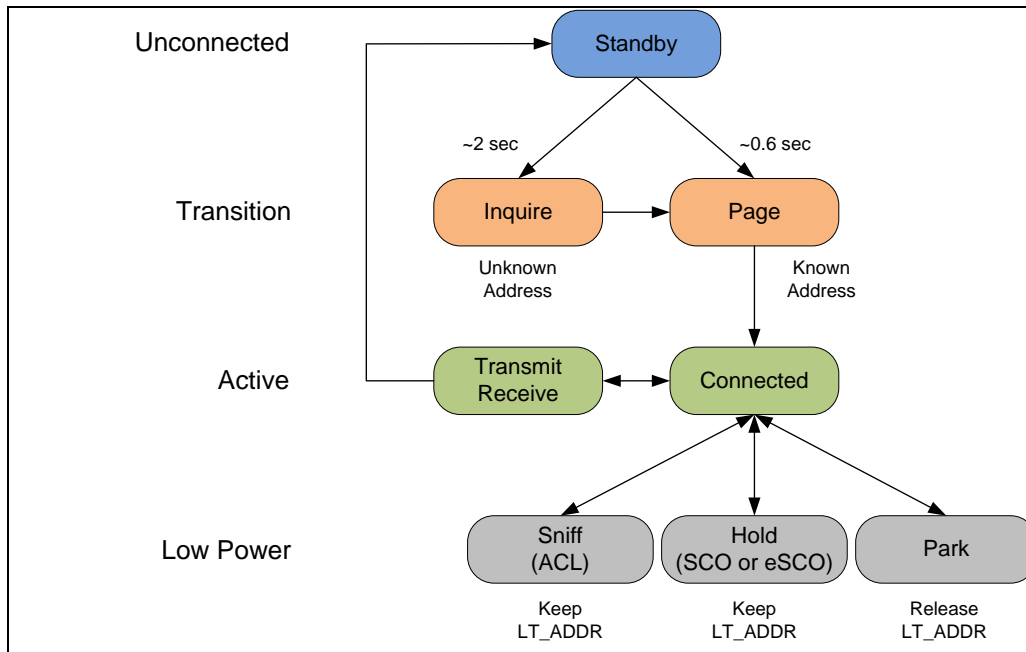 Unconnected
Standby
~2 sec
~0.6 sec
Transition
Inquire
Page
Unknown
Address
Known
Address
Active
Transmit
Receive
Connected
Low Power
Sniff
(ACL)
Hold
(SCO or eSCO)
Park
Keep
LT_ADDR
Keep
LT_ADDR
Release
LT_ADDR